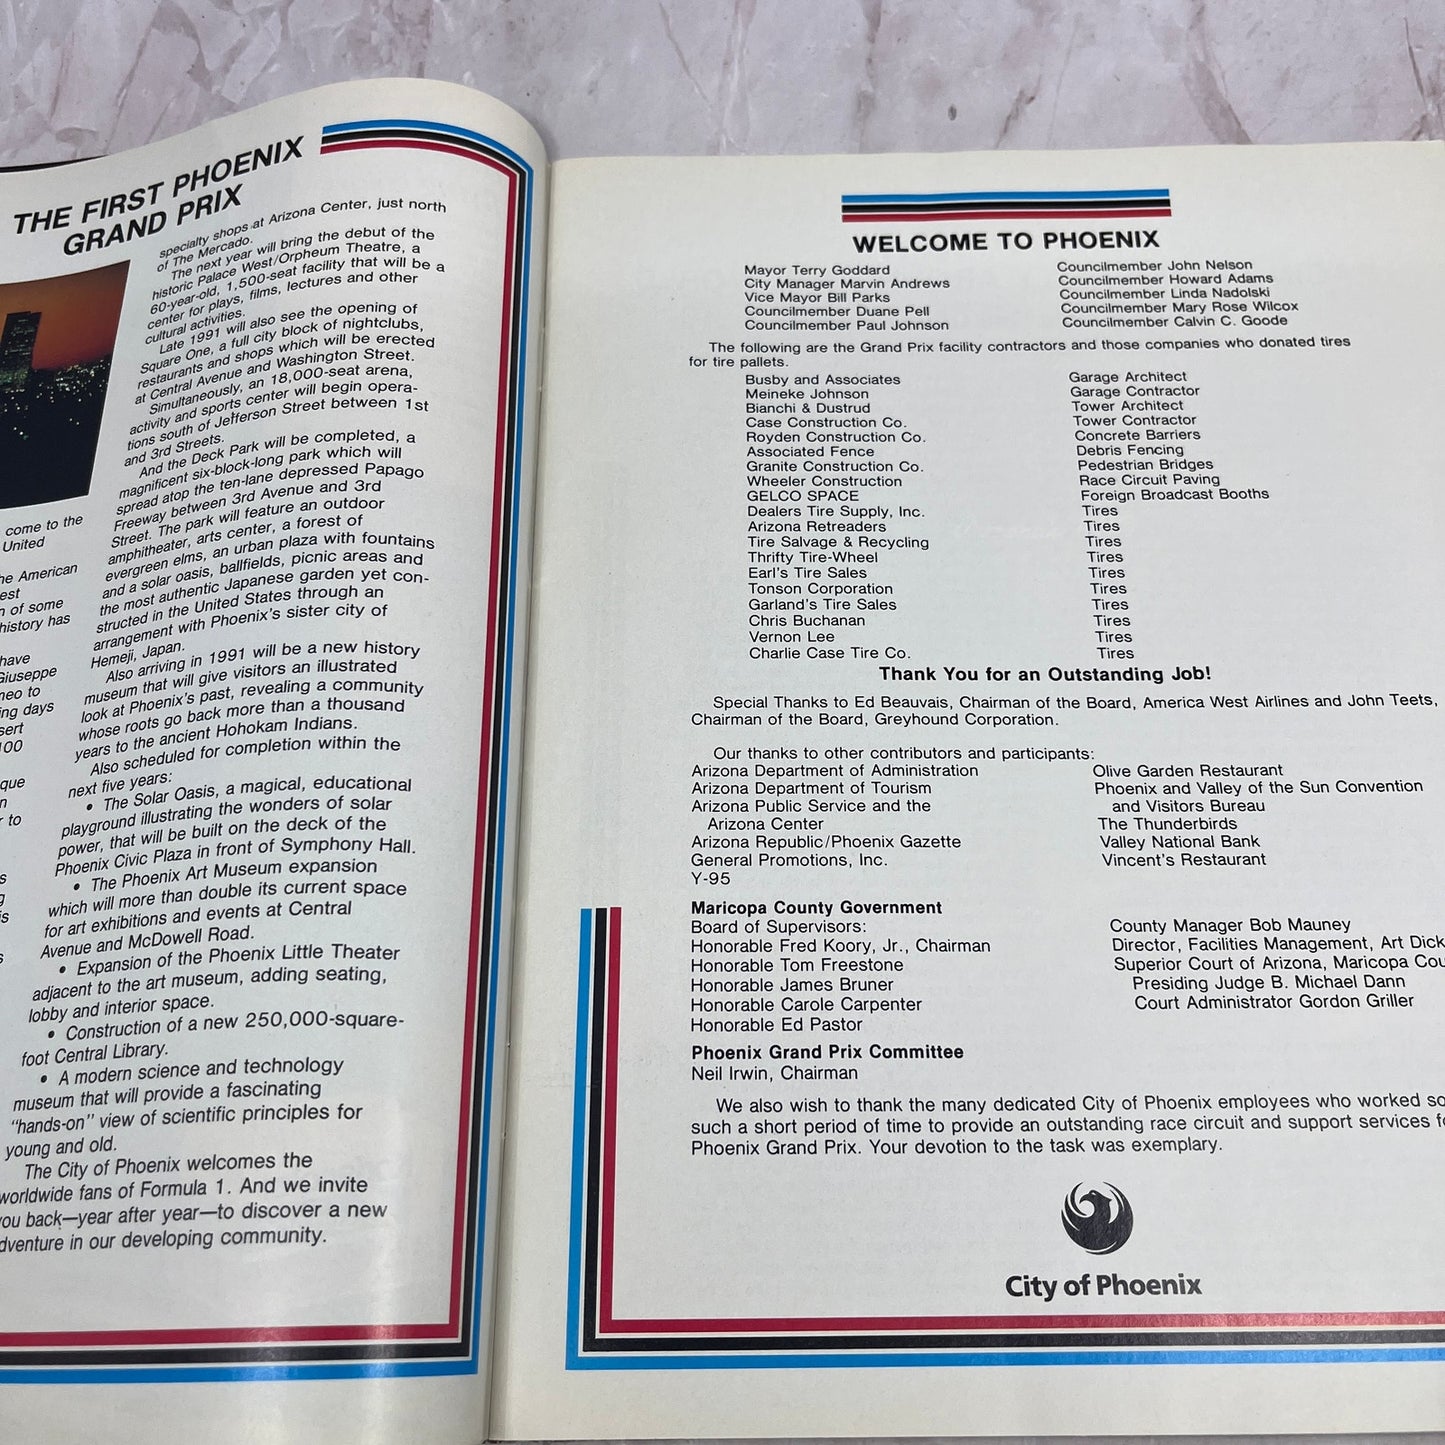 THE FIRST PHOENIX
GRAND PRIX
come to the
United
he American
est
n of some
history has
have
Giuseppe
neo to
ing days
sert
100
que
n
r to
s
g
is
s
specialty shops at Arizona Center, just north
of The Mercado.
The next year will bring the debut of the
historic Palace West/Orpheum Theatre, a
60-year-old, 1,500-seat facility that will be a
center for plays, films, lectures and other
cultural activities.
Late 1991 will also see the opening of
Square One, a full city block of nightclubs,
restaurants and shops which will be erected
at Central Avenue and Washington Street.
Simultaneously, an 18,000-seat arena,
activity and sports center will begin opera-
tions south of Jefferson Street between 1st
and 3rd Streets.
And the Deck Park will be completed, a
magnificent six-block-long park which will
spread atop the ten-lane depressed Papago
Freeway between 3rd Avenue and 3rd
Street. The park will feature an outdoor
amphitheater, arts center, a forest of
evergreen elms, an urban plaza with fountains
and a solar oasis, ballfields, picnic areas and
the most authentic Japanese garden yet con-
structed in the United States through an
arrangement with Phoenix's sister city of
Hemeji, Japan.
Also arriving in 1991 will be a new history
museum that will give visitors an illustrated
look at Phoenix's past, revealing a community
whose roots go back more than a thousand
years to the ancient Hohokam Indians.
Also scheduled for completion within the
next five years:
• The Solar Oasis, a magical, educational
playground illustrating the wonders of solar
power, that will be built on the deck of the
Phoenix Civic Plaza in front of Symphony Hall.
• The Phoenix Art Museum expansion
which will more than double its current space
for art exhibitions and events at Central
Avenue and McDowell Road.
• Expansion of the Phoenix Little Theater
adjacent to the art museum, adding seating,
lobby and interior space.
• Construction of a new 250,000-square-
foot Central Library.
• A modern science and technology
museum that will provide a fascinating
"hands-on" view of scientific principles for
young and old.
The City of Phoenix welcomes the
worldwide fans of Formula 1. And we invite
you back—year after year—to discover a new
dventure in our developing community.
WELCOME TO PHOENIX
Mayor Terry Goddard
City Manager Marvin Andrews
Vice Mayor Bill Parks
Councilmember Duane Pell
Councilmember Paul Johnson
Councilmember John Nelson
Councilmember Howard Adams
Councilmember Linda Nadolski
Councilmember Mary Rose Wilcox
Councilmember Calvin C. Goode
The following are the Grand Prix facility contractors and those companies who donated tires
for tire pallets.
Busby and Associates Garage Architect
Meineke Johnson Garage Contractor
Bianchi & Dustrud Tower Architect
Case Construction Co. Tower Contractor
Royden Construction Co. Concrete Barriers
Associated Fence Debris Fencing
Granite Construction Co. Pedestrian Bridges
Wheeler Construction Race Circuit Paving
GELCO SPACE Foreign Broadcast Booths
Dealers Tire Supply, Inc. Tires
Arizona Retreaders Tires
Tire Salvage & Recycling Tires
Thrifty Tire-Wheel Tires
Earl's Tire Sales Tires
Tonson Corporation Tires
Garland's Tire Sales Tires
Chris Buchanan Tires
Vernon Lee Tires
Charlie Case Tire Co. Tires
Thank You for an Outstanding Job!
Special Thanks to Ed Beauvais, Chairman of the Board, America West Airlines and John Teets,
Chairman of the Board, Greyhound Corporation.
Our thanks to other contributors and participants:
Arizona Department of Administration
Arizona Department of Tourism
Arizona Public Service and the
Arizona Center
Arizona Republic/Phoenix Gazette
General Promotions, Inc.
Y-95
Olive Garden Restaurant
Phoenix and Valley of the Sun Convention
and Visitors Bureau
The Thunderbirds
Valley National Bank
Vincent's Restaurant
Maricopa County Government
Board of Supervisors:
Honorable Fred Koory, Jr., Chairman
Honorable Tom Freestone
Honorable James Bruner
Honorable Carole Carpenter
Honorable Ed Pastor
County Manager Bob Mauney
Director, Facilities Management, Art Dick
Superior Court of Arizona, Maricopa Cou
Presiding Judge B. Michael Dann
Court Administrator Gordon Griller
Phoenix Grand Prix Committee
Neil Irwin, Chairman
We also wish to thank the many dedicated City of Phoenix employees who worked so
such a short period of time to provide an outstanding race circuit and support services f
Phoenix Grand Prix. Your devotion to the task was exemplary.
City of Phoenix